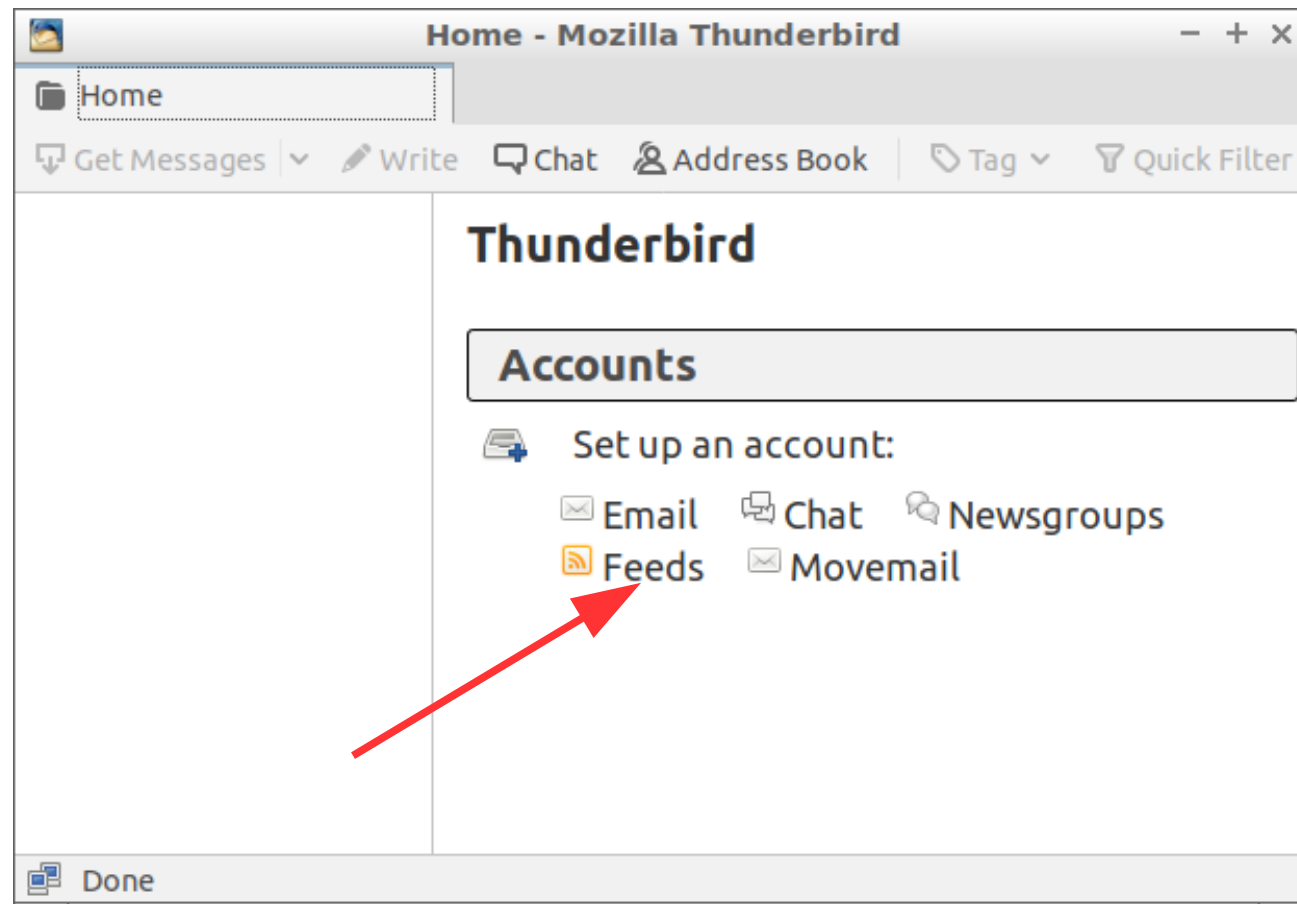 Home - Mozilla Thunderbird
Home
Get Messages Write Chat Address Book Tag Quick Filter
Thunderbird
Accounts
Set up an account:
Email Chat Newsgroups
Feeds Movemail
Done